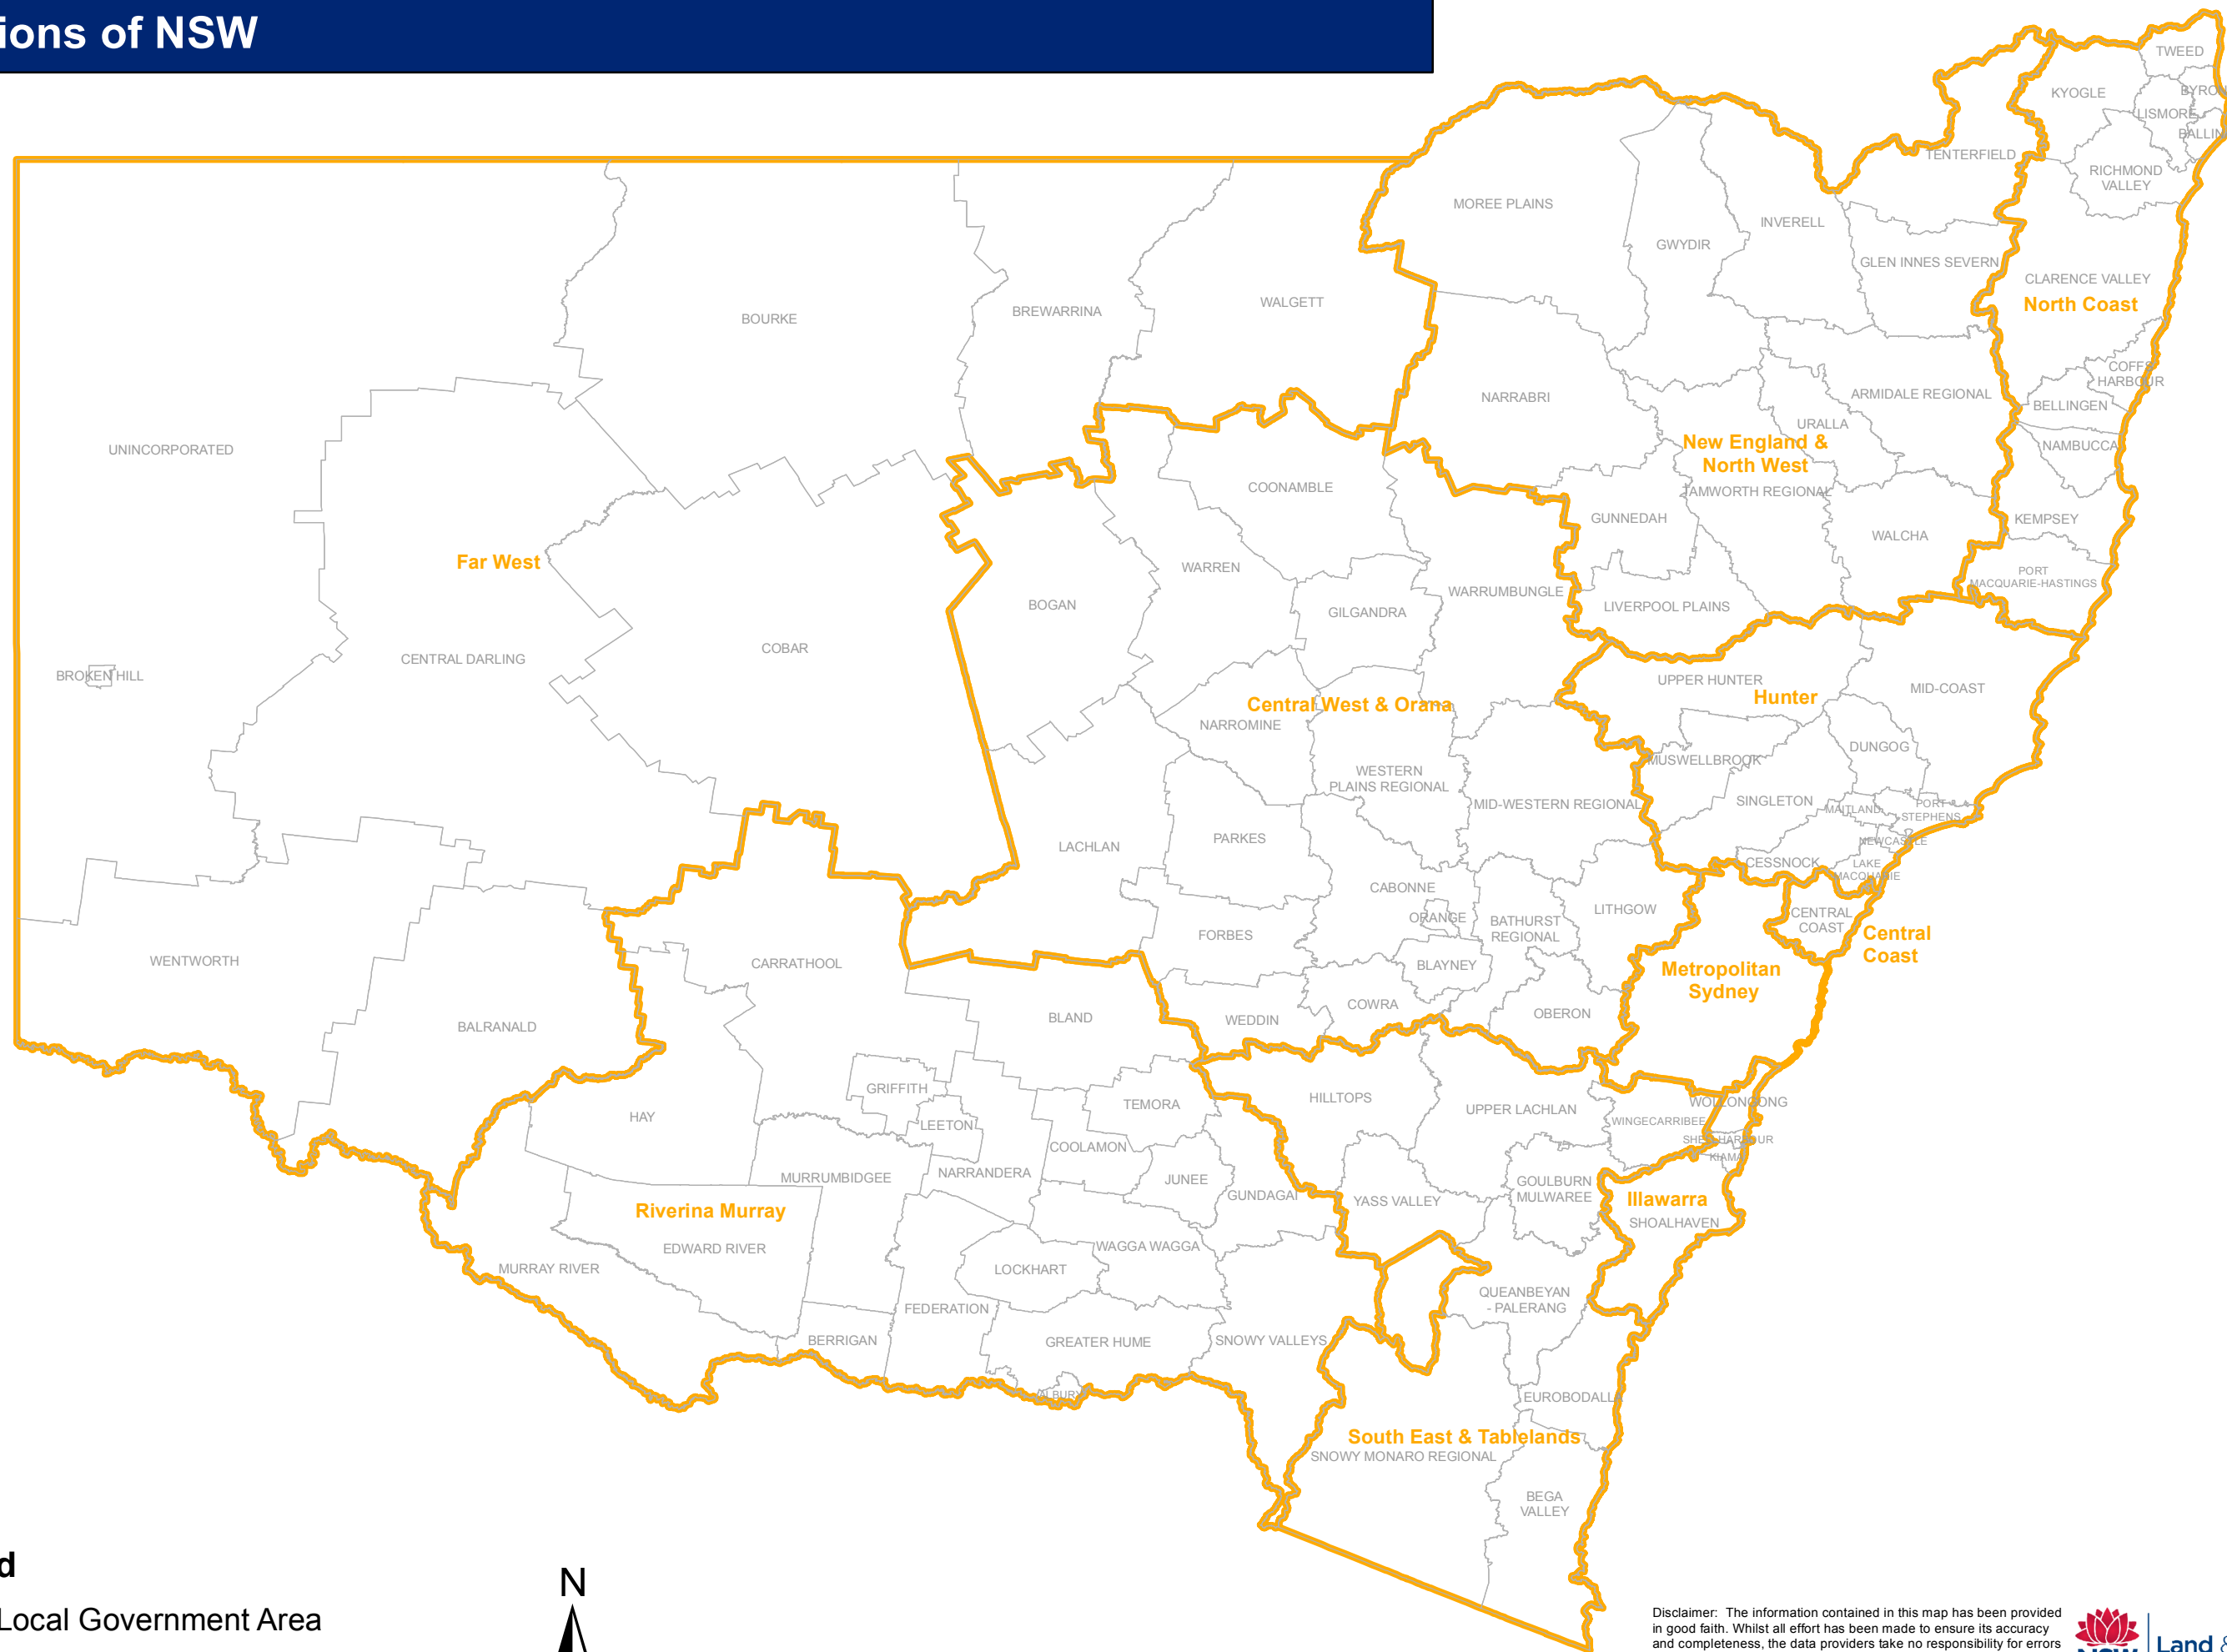 ions of NSW
TWEED
KYOGLE
BYRON
LISMORE
BALLIN
TENTERFIELD
RICHMOND
VALLEY
MOREE PLAINS
INVERELL
GWYDIR
GLEN INNES SEVERN
CLARENCE VALLEY
North Coast
WALGETT
BREWARRINA
BOURKE
COFFS
HARBOUR
ARMIDALE REGIONAL
NARRABRI
BELLINGEN
URALLA
New England &
North West
NAMBUCCA
UNINCORPORATED
COONAMBLE
TAMWORTH REGIONAL
GUNNEDAH
KEMPSEY
WALCHA
Far West
WARREN
PORT
MACQUARIE-HASTINGS
WARRUMBUNGLE
BOGAN
LIVERPOOL PLAINS
GILGANDRA
COBAR
CENTRAL DARLING
BROKEN HILL
UPPER HUNTER
MID-COAST
Hunter
Central West & Orana
NARROMINE
DUNGOG
MUSWELLBROOK
WESTERN
PLAINS REGIONAL
SINGLETON
MID-WESTERN REGIONAL
MAITLAND
PORT
STEPHENS
PARKES
NEWCASTLE
LACHLAN
CESSNOCK
LAKE
MACQUARIE
CABONNE
LITHGOW
CENTRAL
COAST
ORANGE
BATHURST
REGIONAL
FORBES
Central
Coast
WENTWORTH
CARRATHOOL
BLAYNEY
Metropolitan
Sydney
COWRA
OBERON
BLAND
WEDDIN
BALRANALD
GRIFFITH
HILLTOPS
WOLLONGONG
TEMORA
UPPER LACHLAN
HAY
LEETON
WINGECARRIBEE
SHELLHARBOUR
COOLAMON
KIAMA
NARRANDERA
MURRUMBIDGEE
JUNEE
GOULBURN
MULWAREE
GUNDAGAI
YASS VALLEY
Illawarra
Riverina Murray
SHOALHAVEN
EDWARD RIVER
WAGGA WAGGA
MURRAY RIVER
LOCKHART
QUEANBEYAN
- PALERANG
FEDERATION
BERRIGAN
GREATER HUME
SNOWY VALLEYS
ALBURY
EUROBODALLA
South East & Tablelands
SNOWY MONARO REGIONAL
BEGA
VALLEY
d
N
Local Government Area
Disclaimer: The information contained in this map has been provided
in good faith. Whilst all effort has been made to ensure its accuracy
and completeness, the data providers take no responsibility for errors
NSW
Land &